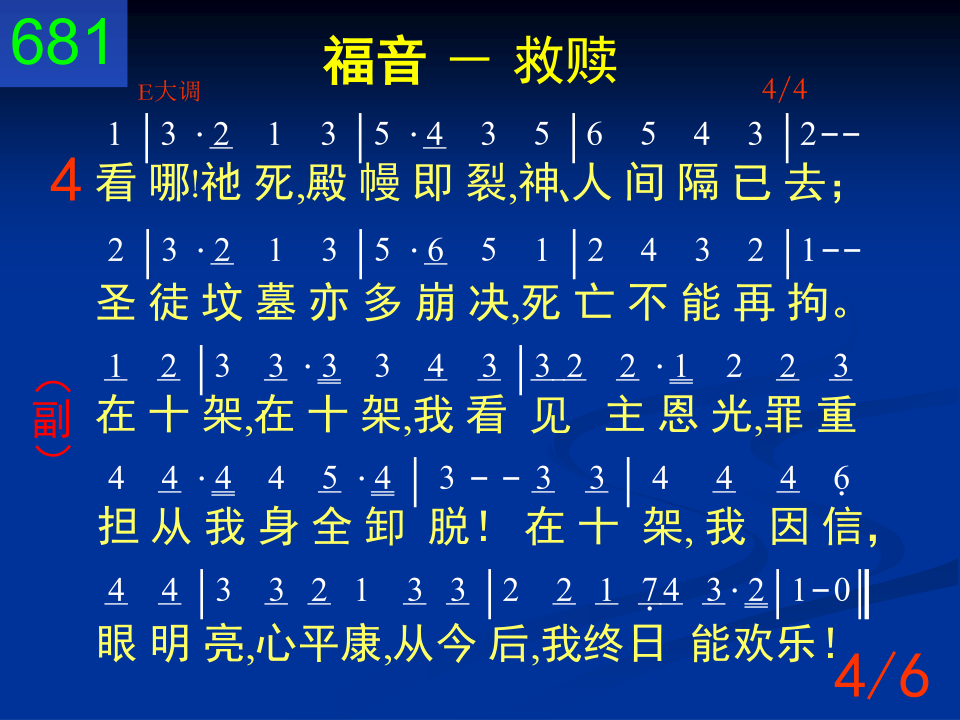 681
福音 － 救赎
E大调 4/4
1 | 3 · 2 1 3 | 5 · 4 3 5 | 6 5 4 3 | 2 - -
4 看 哪!祂 死,殿 幔 即 裂,神、人 间 隔 已 去；
2 | 3 · 2 1 3 | 5 · 6 5 1 | 2 4 3 2 | 1 - -
圣 徒 坟 墓 亦 多 崩 决,死 亡 不 能 再 拘。
1 2 | 3 3 · 3 3 4 3 | 3 2 2 · 1 2 2 3
（副） 在 十 架,在 十 架,我 看 见 主 恩 光,罪 重
4 4 · 4 4 5 · 4 | 3 - - 3 3 | 4 4 4 6̣
担 从 我 身 全 卸 脱！ 在 十 架, 我 因 信，
4 4 | 3 3 2 1 3 3 | 2 2 1 7̣ 4 3 · 2 | 1 - 0 ‖
眼 明 亮,心平康,从今 后,我终日 能欢乐！
4/6